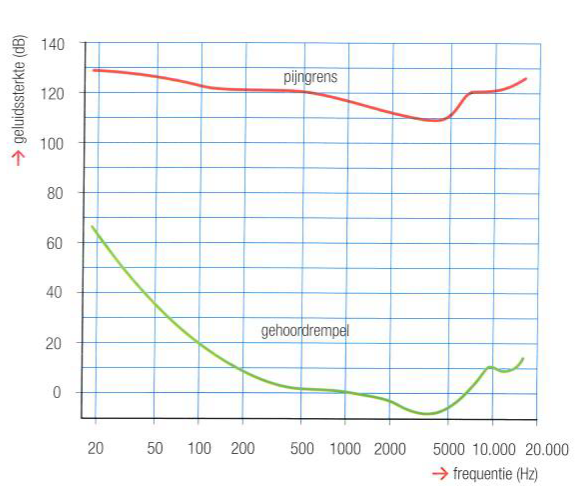 → geluidssterkte (dB)
140
120
100
80
60
40
20
0
pijngrens
gehoordrempel
20 50 100 200 500 1000 2000 5000 10.000 20.000
→ frequentie (Hz)